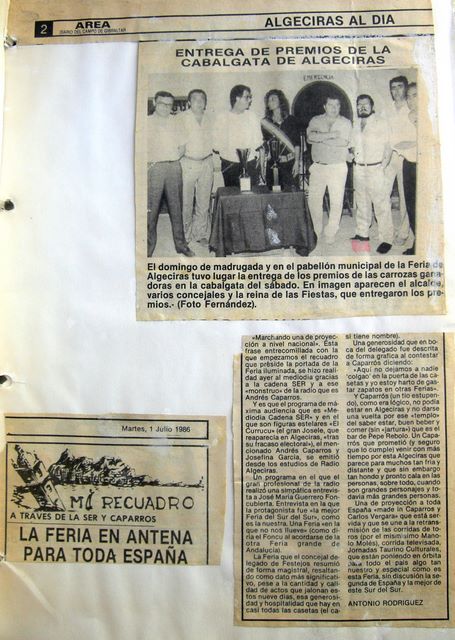 2
AREA
DIARIO DEL CAMPO DE GIBRALTAR
ALGECIRAS AL DIA
ENTREGA DE PREMIOS DE LA
CABALGATA DE ALGECIRAS
El domingo de madrugada y en el pabellón municipal de la Feria de
Algeciras tuvo lugar la entrega de los premios de las carrozas gana-
doras en la cabalgata del sábado. En imagen aparecen el alcalde,
varios concejales y la reina de las Fiestas, que entregaron los pre-
mios.- (Foto Fernández).
Martes, 1 Julio 1986
MI RECUADRO
A TRAVES DE LA SER Y CAPARROS
LA FERIA EN ANTENA
PARA TODA ESPAÑA
«Marchando una de proyec-
ción a nivel nacional». Esta
frase entrecomillada con la
que empezamos el recuadro
que preside la portada de la
Feria iluminada, se hizo reali-
dad ayer al mediodía gracias
a la cadena SER y a ese
«monstruo» de la radio que es
Andrés Caparros.
Y es que el programa de má-
xima audiencia que es «Me-
diodía Cadena SER» y en el
que son figuras estelares «El
Currucu» (el gran Josele, que
reaparecía en Algeciras, «tras
su fracaso electoral»), el men-
cionado Andrés Caparros y
Josefina García, se emitió
desde los estudios de Radio
Algeciras.
Un programa en el que el
gran profesional de la radio
realizó una simpática entrevis-
ta a José María Guerrero Fon-
cubierta. Entrevista en la que
la protagonista fue «la mejor
Feria del Sur del Sur», como
es la nuestra. Una Feria «en la
que no nos llueve» (como di-
ría el Foncu al acordarse de la
otra Feria grande de
Andalucía).
La Feria que el concejal dele-
gado de Festejos resumió
de forma magistral, resaltan-
do como dato más significati-
vo, pese a la cantidad y cali-
dad de actos que jalonan es-
tos nueve días, esa generosi-
dad y hospitalidad que hay en
casi todas las casetas (el ca-
si tiene nombre).
Una generosidad que en bo-
ca del delegado fue descrita
de forma gráfica al contestar
a Caparrós diciendo:
«Aquí no dejamos a nadie
'colgao' en la puerta de la ca-
setas y yo estoy harto de gas-
tar zapatos en otras Ferias».
Y Caparrós (un tío estupen-
do), como era lógico, no podía
estar en Algeciras y no darse
una vuelta por ese «templo»
del saber estar, buen beber y
comer (sin «jartura») que es el
bar de Pepe Rebolo. Un Capa-
rrós que prometió (y seguro
que lo cumple) venir con más
tiempo por esta Algeciras que
parece para muchos tan fría y
distante y que sin embargo
tan hondo y pronto cala en las
personas, sobre todo, cuando
son grandes personajes y to-
davía más grandes personas.
Una de proyección a toda
España «made in Caparros y
Carlos Vergara» que está ser-
vida y que se une a la retrans-
misión de las corridas de to-
ros (por el mismísimo Mano-
lo Molés), corrida televisada,
Jornadas Taurino Culturales,
que están poniendo en órbita
para todo el país algo tan
nuestro y especial como es
esta Feria, sin discusión la se-
gunda de España y la mejor de
este Sur del Sur.
ANTONIO RODRIGUEZ